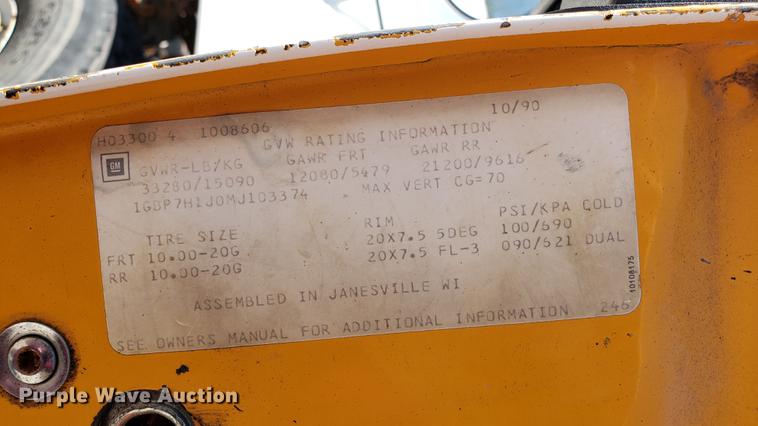 H03300 4 1008606 10/90
GVW RATING INFORMATION
GM
GVWR-LB/KG GAWR FRT GAWR RR
33280/15090 12080/5479 21200/9616
1GBP7H1J0MJ103374 MAX VERT CG=70
TIRE SIZE RIM PSI/KPA COLD
FRT 10.00-20G 20X7.5 5DEG 100/690
RR 10.00-20G 20X7.5 FL-3 090/621 DUAL
ASSEMBLED IN JANESVILLE WI
10108175
SEE OWNERS MANUAL FOR ADDITIONAL INFORMATION 246
Purple Wave Auction